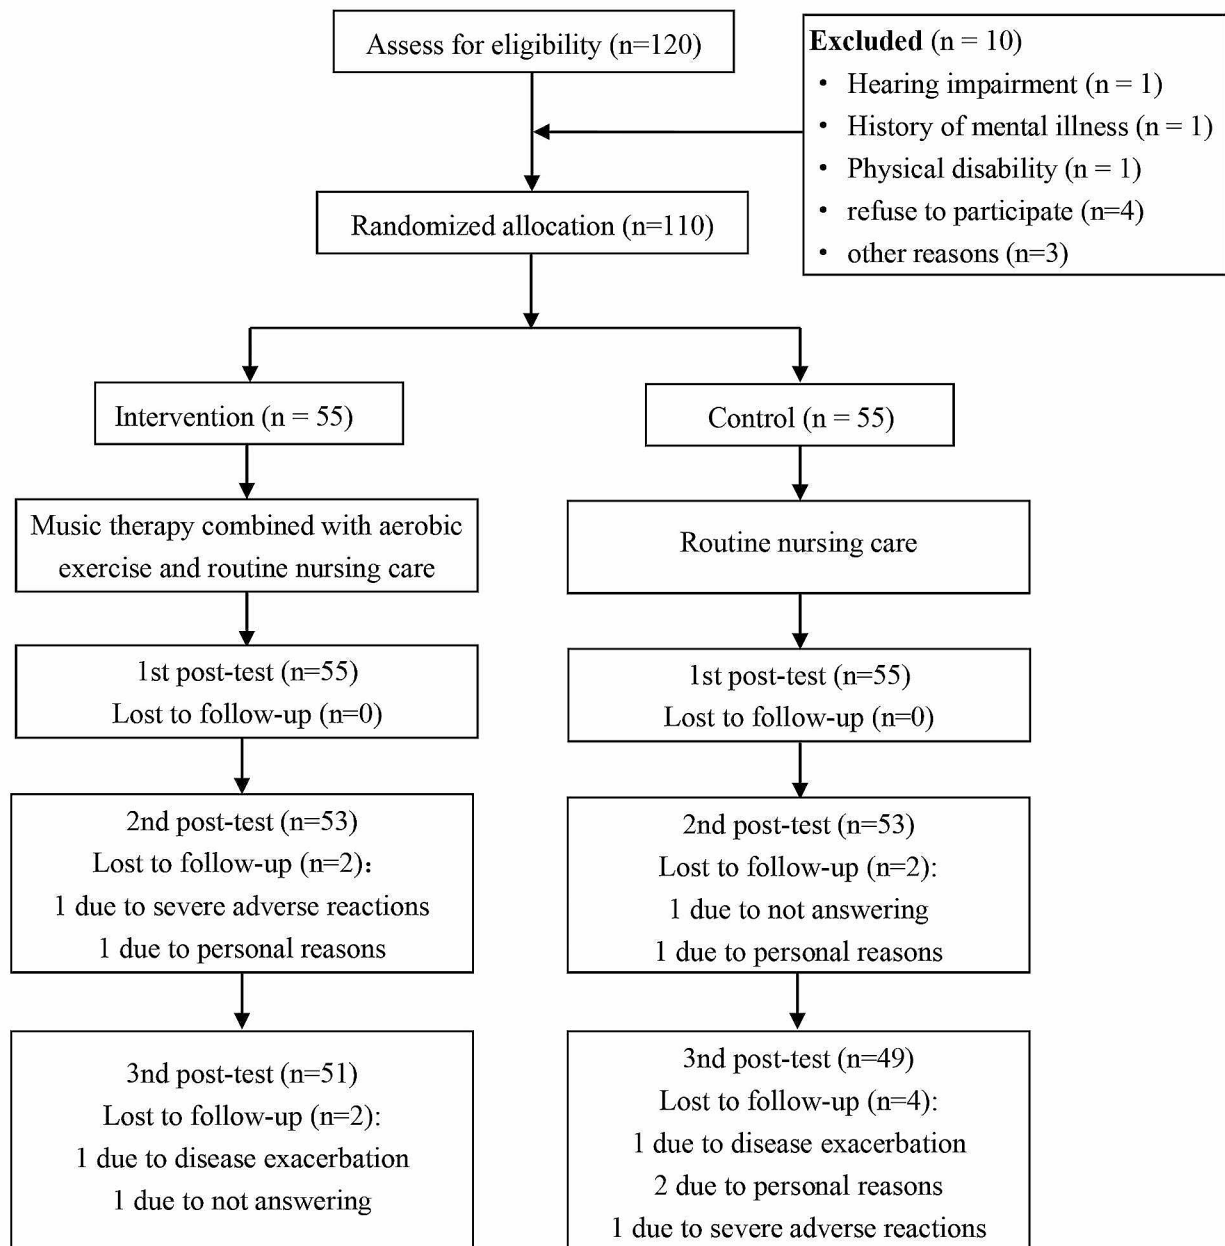 Assess for eligibility (n=120)
Excluded (n = 10)
• Hearing impairment (n = 1)
• History of mental illness (n = 1)
• Physical disability (n = 1)
• refuse to participate (n=4)
• other reasons (n=3)
Randomized allocation (n=110)
Intervention (n = 55)
Control (n = 55)
Music therapy combined with aerobic
exercise and routine nursing care
Routine nursing care
1st post-test (n=55)
Lost to follow-up (n=0)
1st post-test (n=55)
Lost to follow-up (n=0)
2nd post-test (n=53)
Lost to follow-up (n=2)：
1 due to severe adverse reactions
1 due to personal reasons
2nd post-test (n=53)
Lost to follow-up (n=2):
1 due to not answering
1 due to personal reasons
3nd post-test (n=51)
Lost to follow-up (n=2):
1 due to disease exacerbation
1 due to not answering
3nd post-test (n=49)
Lost to follow-up (n=4):
1 due to disease exacerbation
2 due to personal reasons
1 due to severe adverse reactions